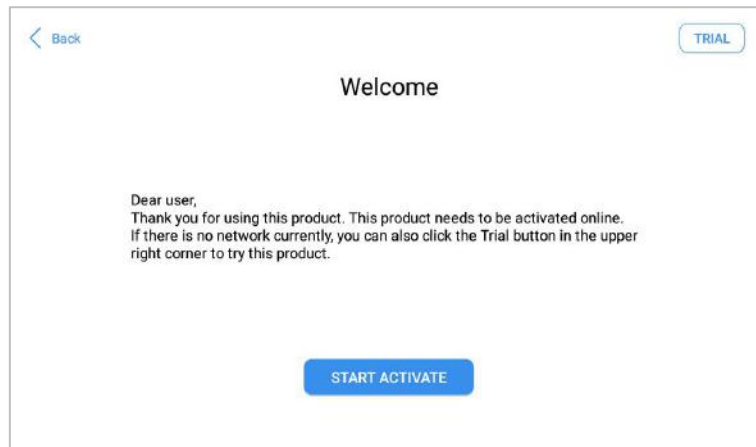 Back
TRIAL
Welcome
Dear user,
Thank you for using this product. This product needs to be activated online.
If there is no network currently, you can also click the Trial button in the upper
right corner to try this product.
START ACTIVATE